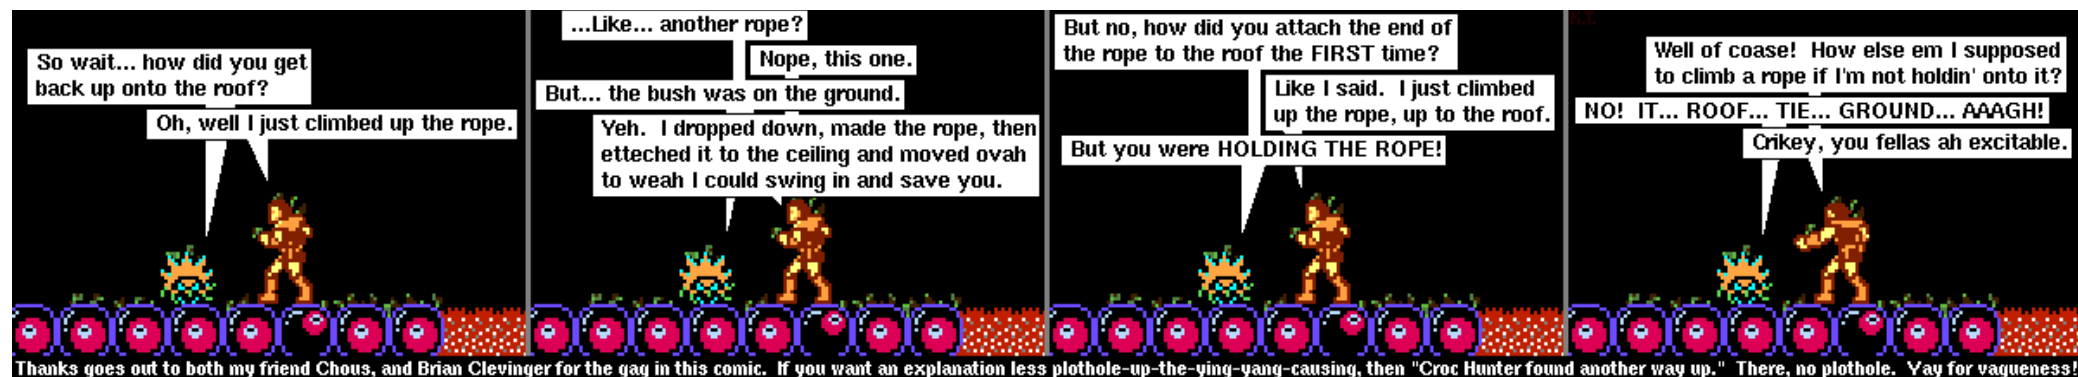 So wait... how did you get
back up onto the roof?
Oh, well I just climbed up the rope.
...Like... another rope?
Nope, this one.
But... the bush was on the ground.
Yeh.  I dropped down, made the rope, then
etteched it to the ceiling and moved ovah
to weah I could swing in and save you.
But no, how did you attach the end of
the rope to the roof the FIRST time?
Like I said.  I just climbed
up the rope, up to the roof.
But you were HOLDING THE ROPE!
Well of coase!  How else em I supposed
to climb a rope if I'm not holdin' onto it?
NO!  IT... ROOF... TIE... GROUND... AAAGH!
Crikey, you fellas ah excitable.
Thanks goes out to both my friend Chous, and Brian Clevinger for the gag in this comic.  If you want an explanation less plothole-up-the-ying-yang-causing, then "Croc Hunter found another way up."  There, no plothole.  Yay for vagueness!